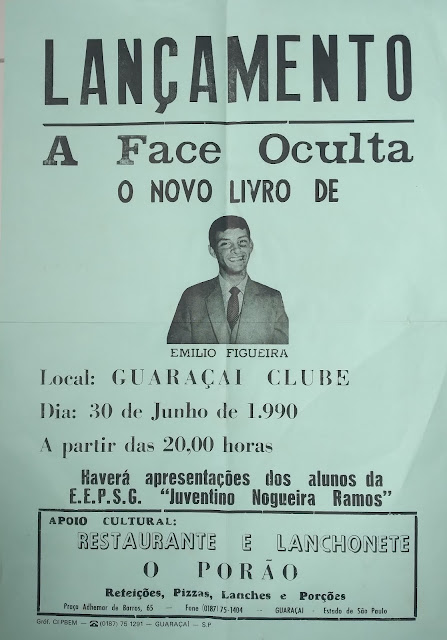 LANÇAMENTO
A Face Oculta
O NOVO LIVRO DE
EMILIO FIGUEIRA
Local: GUARAÇAI CLUBE
Dia: 30 de Junho de 1.990
A partir das 20,00 horas
Haverá apresentações dos alunos da
E.E.P.S.G. "Juventino Nogueira Ramos"
APOIO CULTURAL:
RESTAURANTE E LANCHONETE
O PORÃO
Refeições, Pizzas, Lanches e Porções
Praça Adhemar de Barros, 65 — Fone (0187) 75-1404 — GUARAÇAI - Estado de São Paulo
Gráf. CIPBEM — ☎ (0187) 75 1291 — GUARAÇAI — S.P.